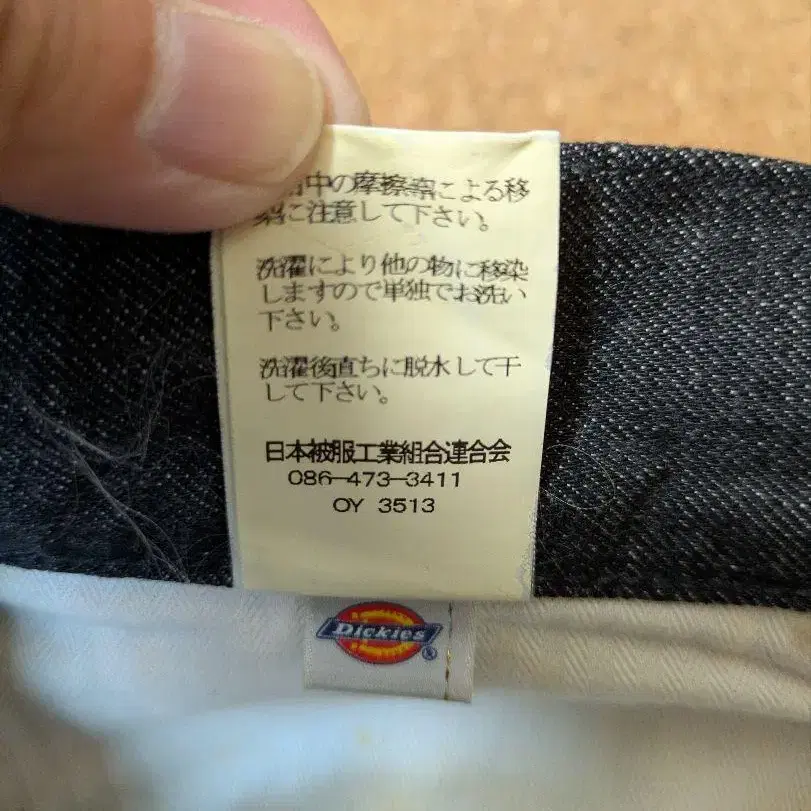 中の摩擦等による移
染に注意して下さい。
洗濯により他の物に移染
しますので単独でお洗い
下さい。
洗濯後直ちに脱水して干
して下さい。
日本被服工業組合連合会
086-473-3411
OY 3513
Dickies®